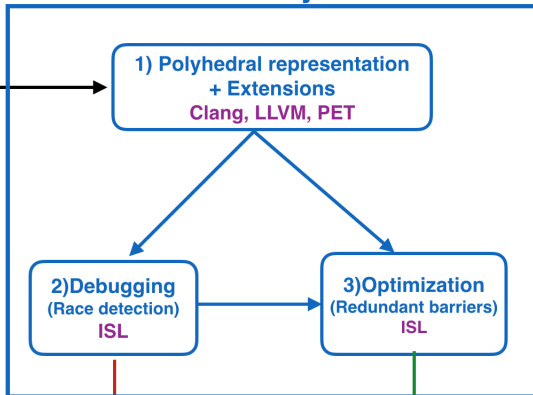 1) Polyhedral representation
+ Extensions
Clang, LLVM, PET
2)Debugging
(Race detection)
ISL
3)Optimization
(Redundant barriers)
ISL